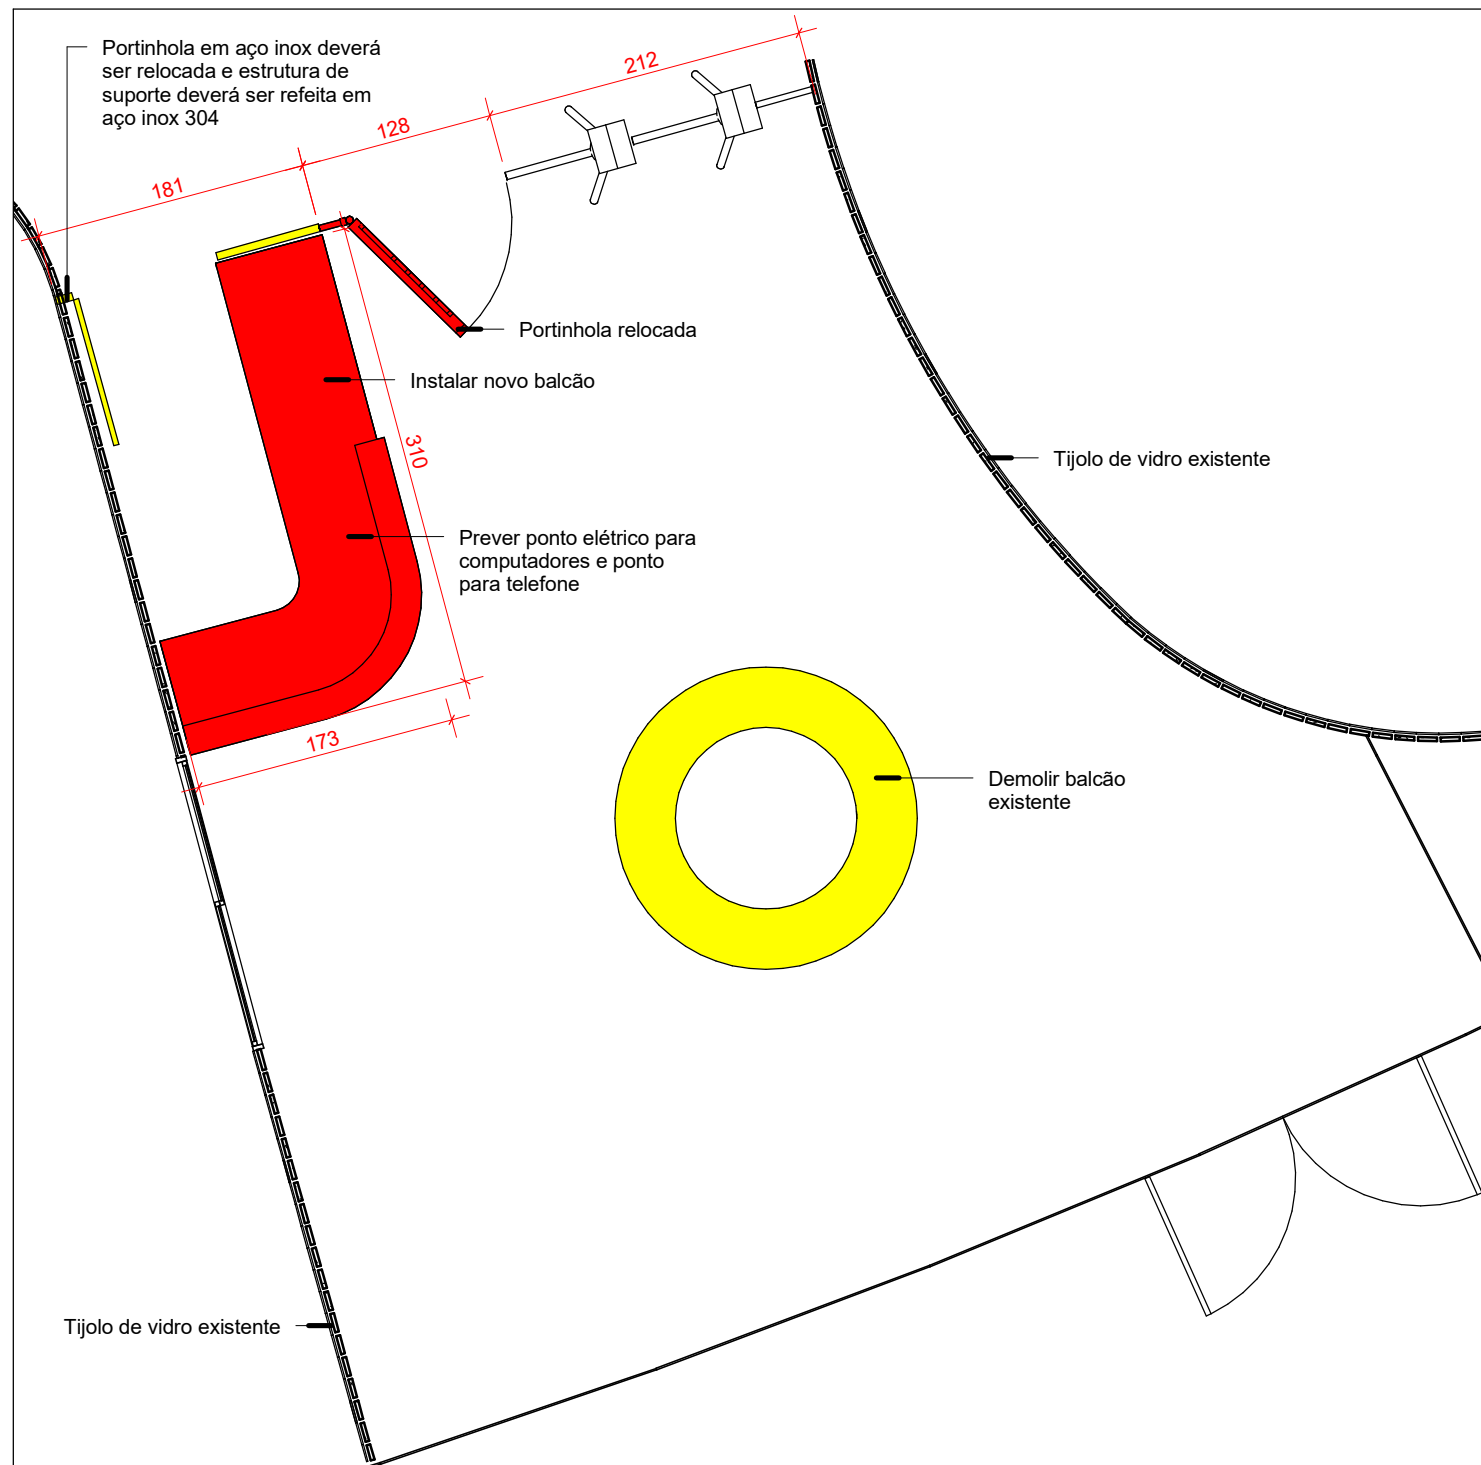 Portinhola em aço inox deverá
ser relocada e estrutura de
suporte deverá ser refeita em
aço inox 304
212
128
181
Portinhola relocada
Instalar novo balcão
310
Tijolo de vidro existente
Prever ponto elétrico para
computadores e ponto
para telefone
173
Demolir balcão
existente
Tijolo de vidro existente